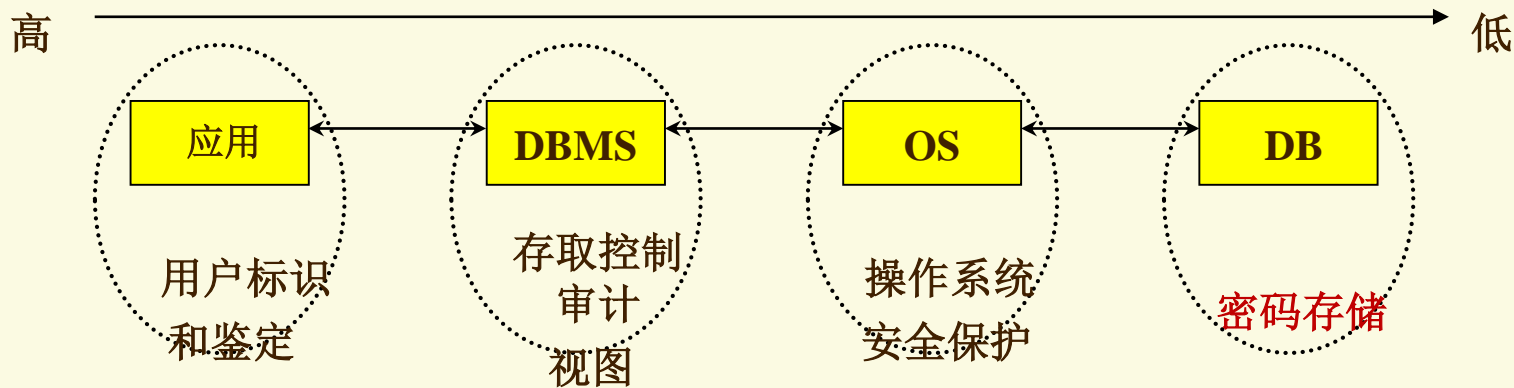 高
低
应用
DBMS
OS
DB
用户标识
和鉴定
存取控制
审计
视图
操作系统
安全保护
密码存储